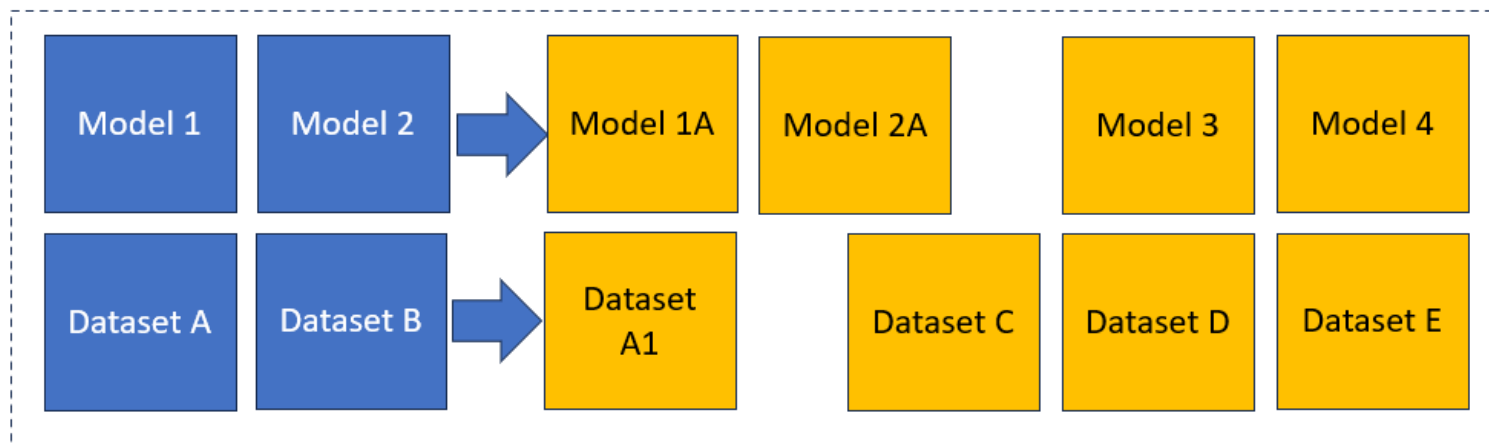 Model 1
Model 2
Model 1A
Model 2A
Model 3
Model 4
Dataset A
Dataset B
Dataset
A1
Dataset C
Dataset D
Dataset E